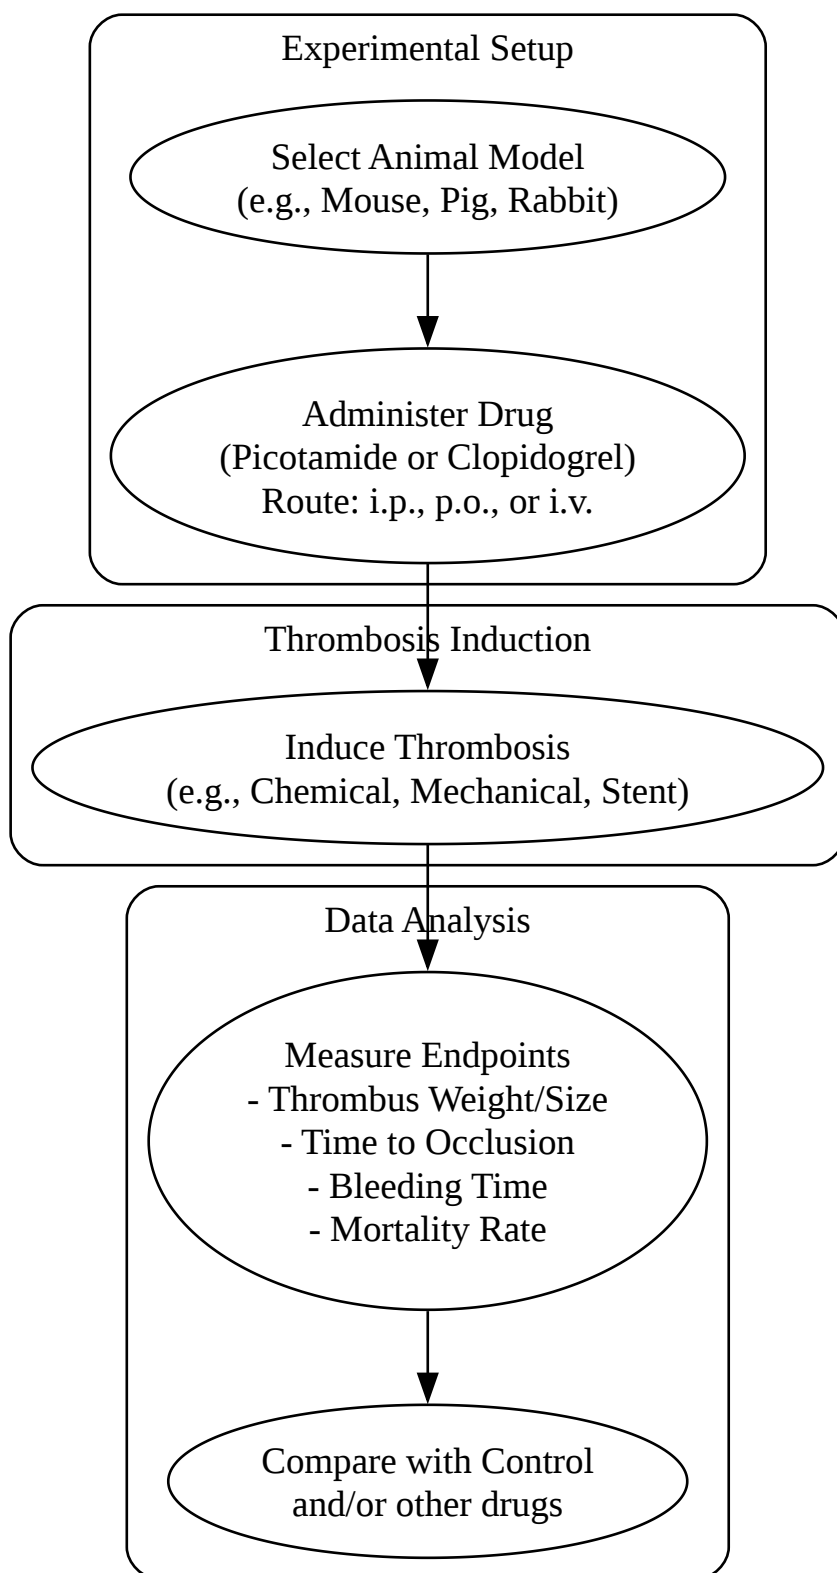 Experimental Setup
Select Animal Model
(e.g., Mouse, Pig, Rabbit)
Administer Drug
(Picotamide or Clopidogrel)
Route: i.p., p.o., or i.v.
Thrombosis Induction
Induce Thrombosis
(e.g., Chemical, Mechanical, Stent)
Data Analysis
Measure Endpoints
- Thrombus Weight/Size
- Time to Occlusion
- Bleeding Time
- Mortality Rate
Compare with Control
and/or other drugs